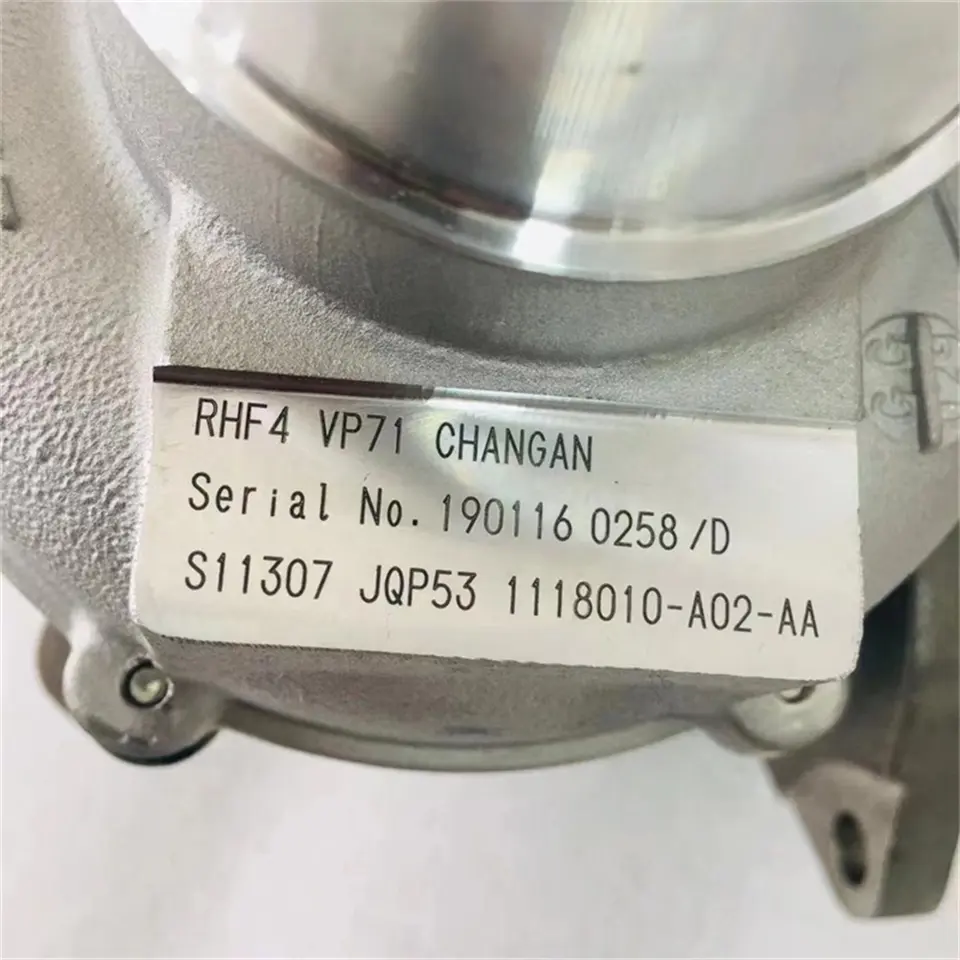 RHF4 VP71 CHANGAN
Serial No. 190116 0258/D
S11307 JQP53 1118010-A02-AA